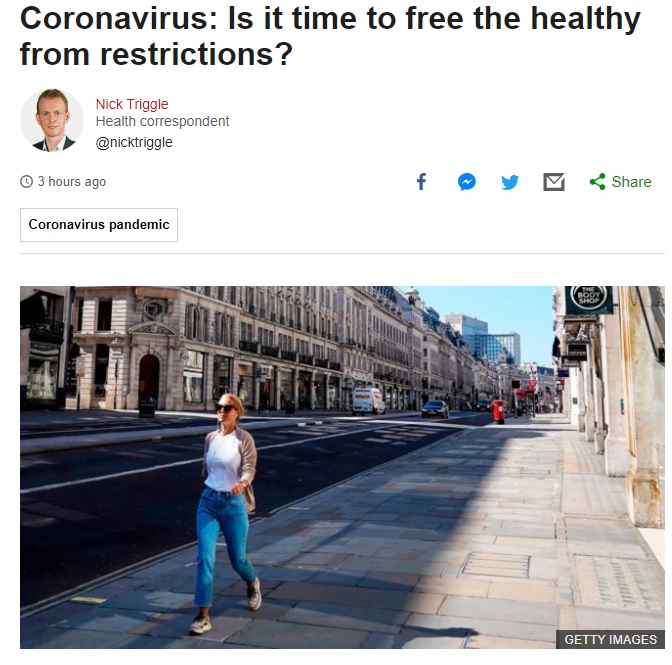 Coronavirus: Is it time to free the healthy
from restrictions?
Nick Triggle
Health correspondent
@nicktriggle
3 hours ago
Share
Coronavirus pandemic
THE
BODY
SHOP
GETTY IMAGES